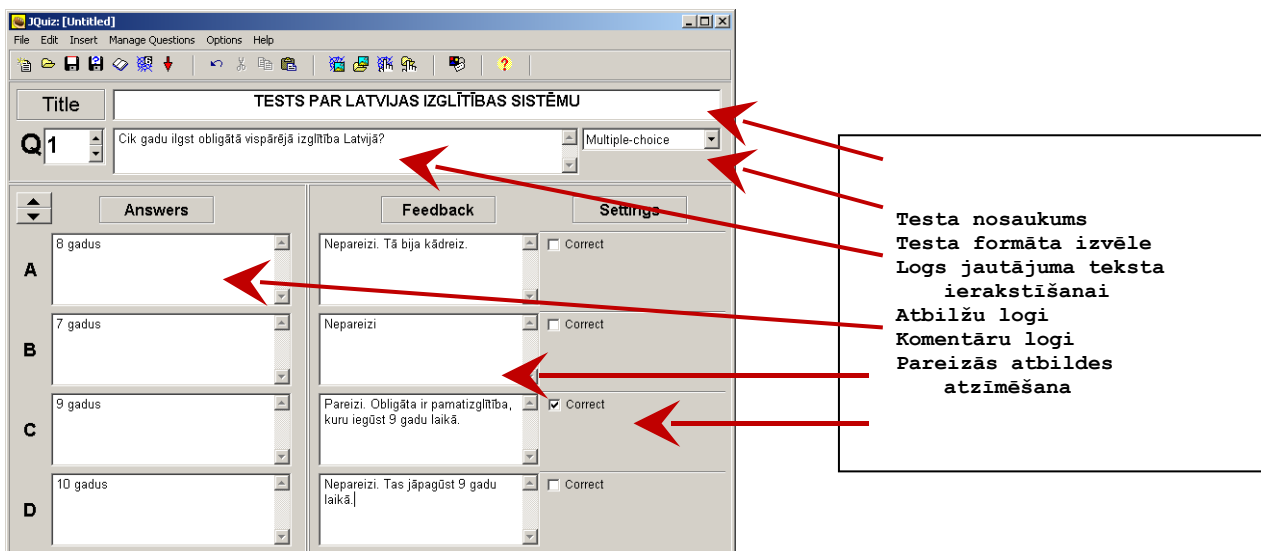 JQuiz: [Untitled]
File Edit Insert Manage Questions Options Help
Title
TESTS PAR LATVIJAS IZGLĪTĪBAS SISTĒMU
Q 1
Cik gadu ilgst obligātā vispārējā izglītība Latvijā?
Multiple-choice
Answers
Feedback
Settings
A
8 gadus
Nepareizi. Tā bija kādreiz.
Correct
B
7 gadus
Nepareizi
Correct
C
9 gadus
Pareizi. Obligāta ir pamatizglītība,
kuru iegūst 9 gadu laikā.
Correct
D
10 gadus
Nepareizi. Tas jāpagūst 9 gadu
laikā.
Correct
Testa nosaukums
Testa formāta izvēle
Logs jautājuma teksta
ierakstīšanai
Atbilžu logi
Komentāru logi
Pareizās atbildes
atzīmēšana